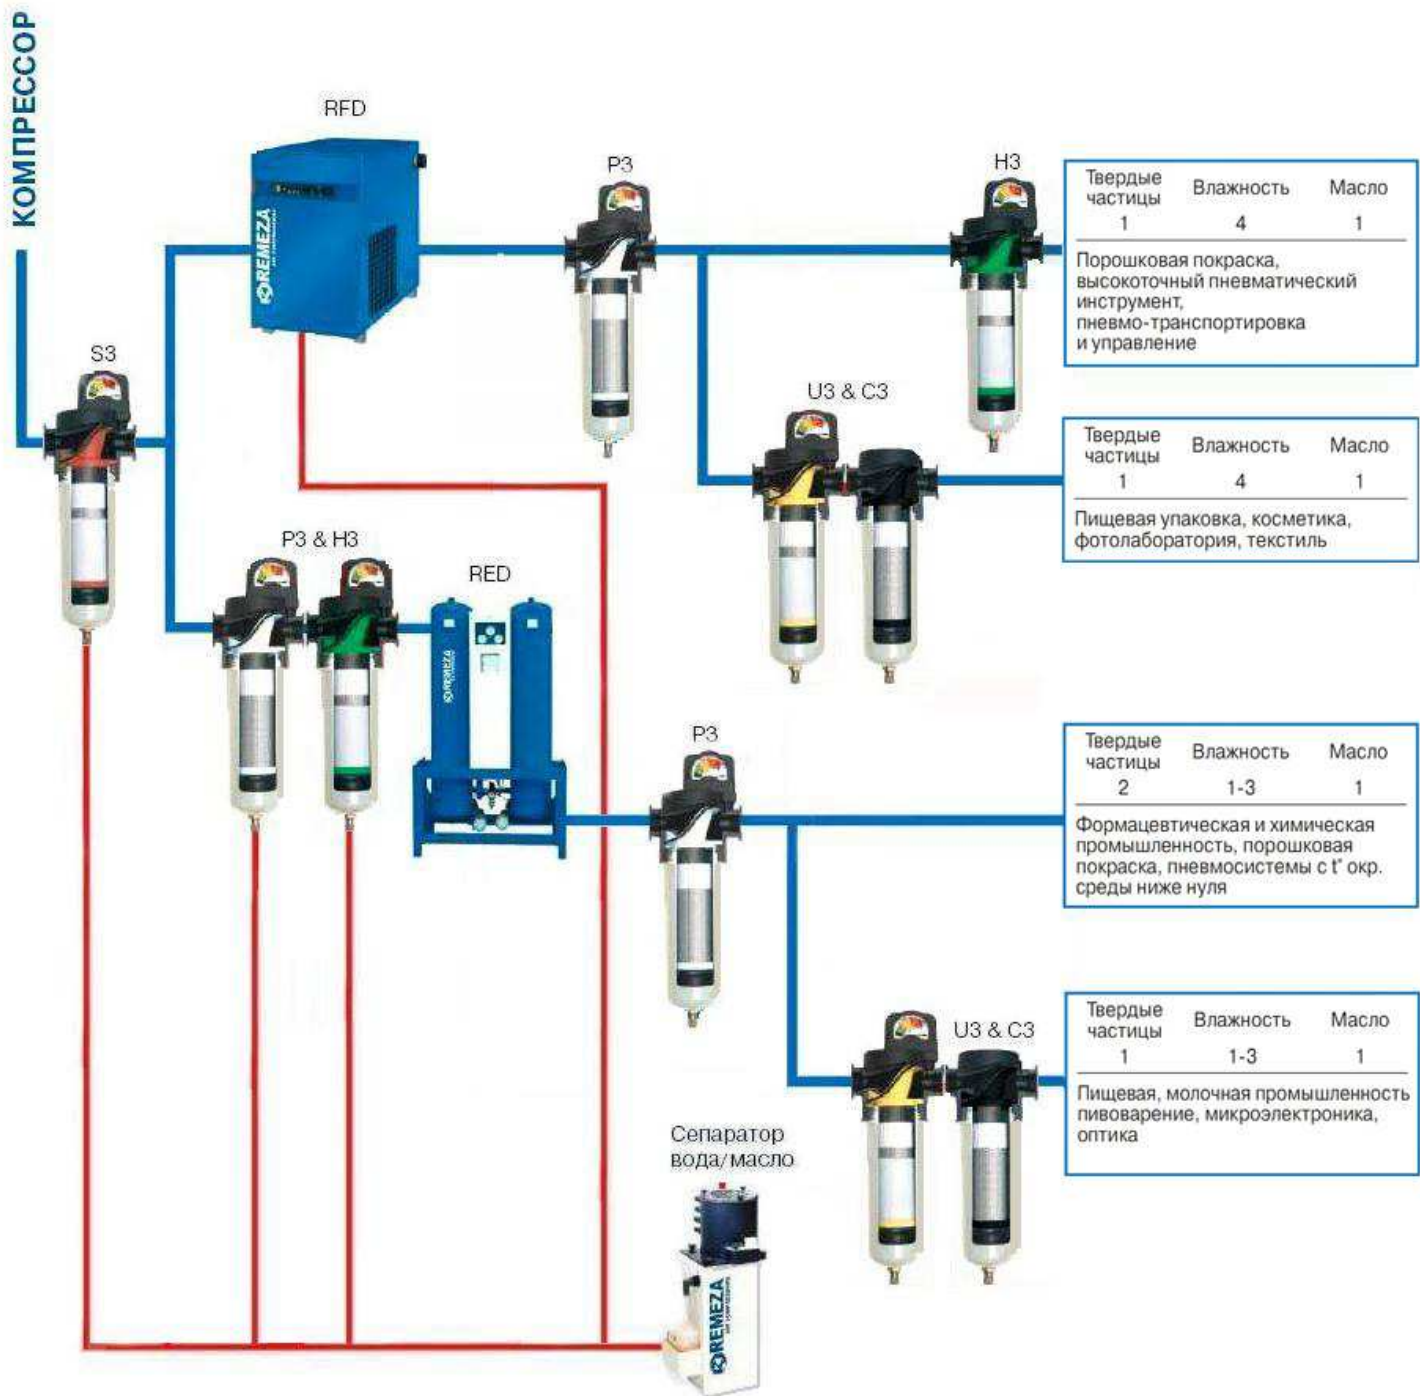 КОМПРЕССОР
RFD
REMEZA
P3
H3
Твердые частицы Влажность Масло
1 4 1
Порошковая покраска,
высокоточный пневматический
инструмент,
пневмо-транспортировка
и управление
S3
U3 & C3
Твердые частицы Влажность Масло
1 4 1
Пищевая упаковка, косметика,
фотолаборатория, текстиль
P3 & H3
RED
REMEZA
P3
Твердые частицы Влажность Масло
2 1-3 1
Формацевтическая и химическая
промышленность, порошковая
покраска, пневмосистемы с t° окр.
среды ниже нуля
U3 & C3
Твердые частицы Влажность Масло
1 1-3 1
Пищевая, молочная промышленность
пивоварение, микроэлектроника,
оптика
Сепаратор
вода/масло
REMEZA